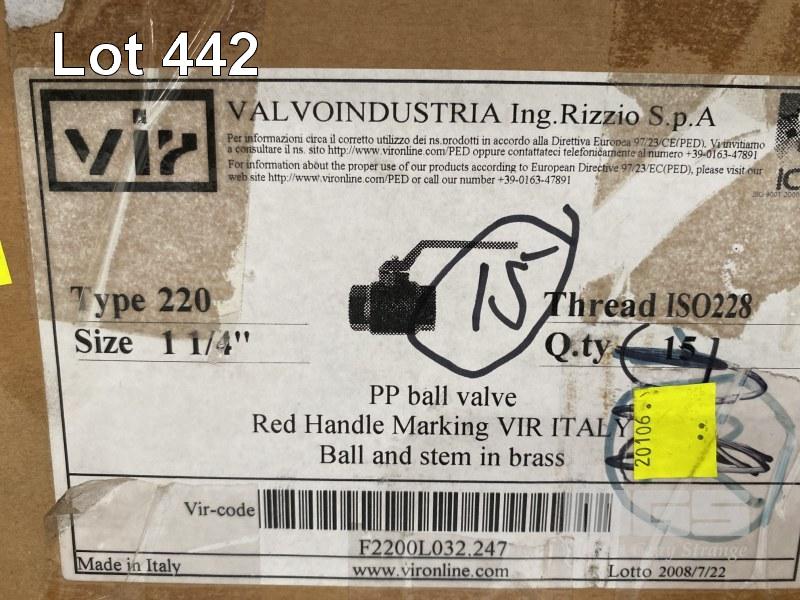 Lot 442
vir
VALVOINDUSTRIA Ing.Rizzio S.p.A
Per informazioni circa il corretto utilizzo dei ns.prodotti in accordo alla Direttiva Europea 97/23/CE(PED). Vi invitiamo
a consultare il ns. sito http://www.vironline.com/PED oppure contattateci telefonicamente al numero +39-0163-47891
For information about the proper use of our products according to European Directive 97/23/EC(PED), please visit our
web site http://www.vironline.com/PED or call our number +39-0163-47891
IC
15
Type 220
Thread ISO228
Size 1 1/4"
Q.ty 15
PP ball valve
Red Handle Marking VIR ITALY
Ball and stem in brass
20106
Vir-code
F2200L032.247
Strange
Made in Italy
www.vironline.com
Lotto 2008/7/22